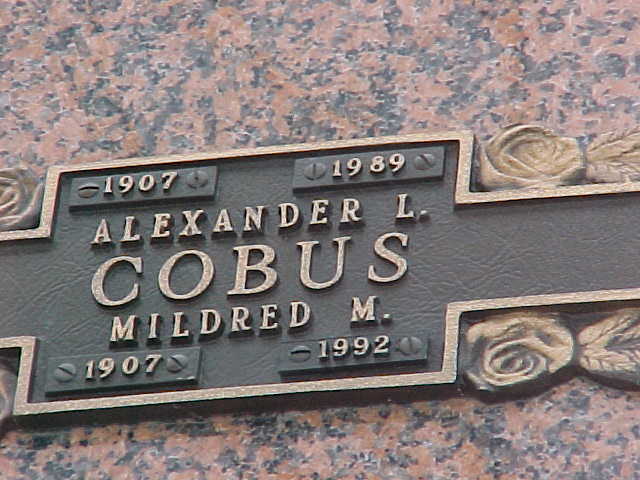 1907 1989
ALEXANDER L.
COBUS
MILDRED M.
1907 1992